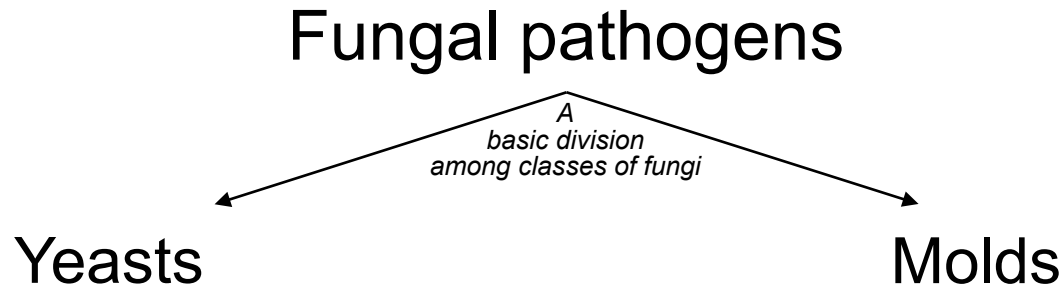 Fungal pathogens
A
basic division
among classes of fungi
Yeasts
Molds